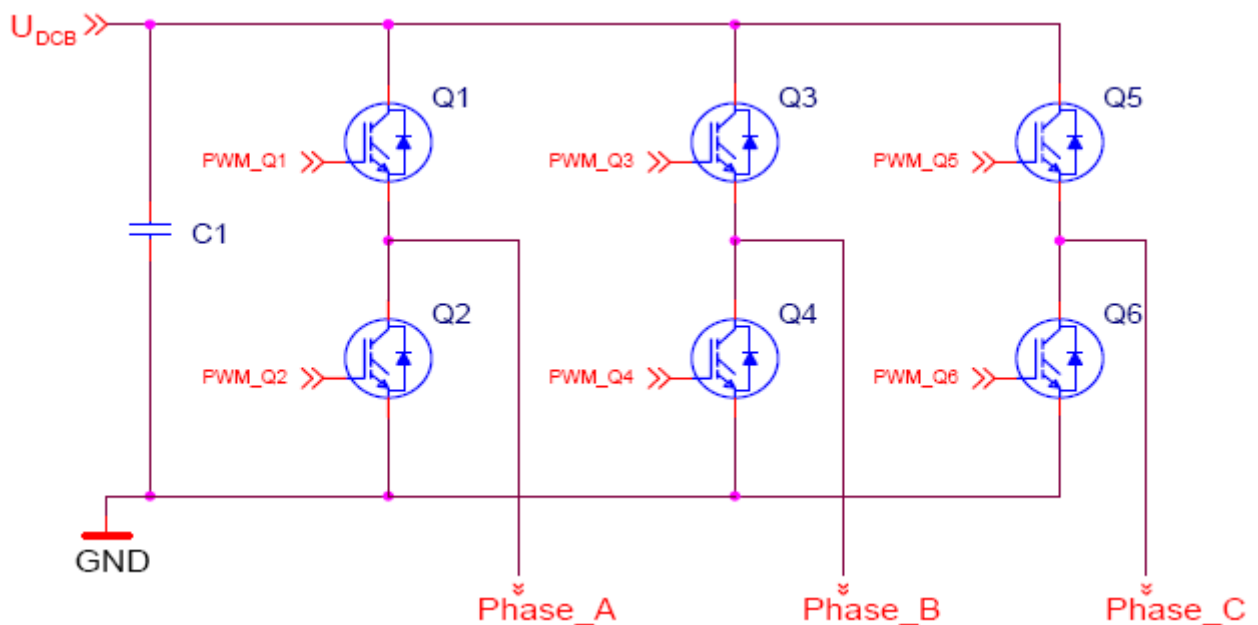 UDCB
Q1 Q3 Q5
PWM_Q1 PWM_Q3 PWM_Q5
C1
Q2 Q4 Q6
PWM_Q2 PWM_Q4 PWM_Q6
GND
Phase_A Phase_B Phase_C